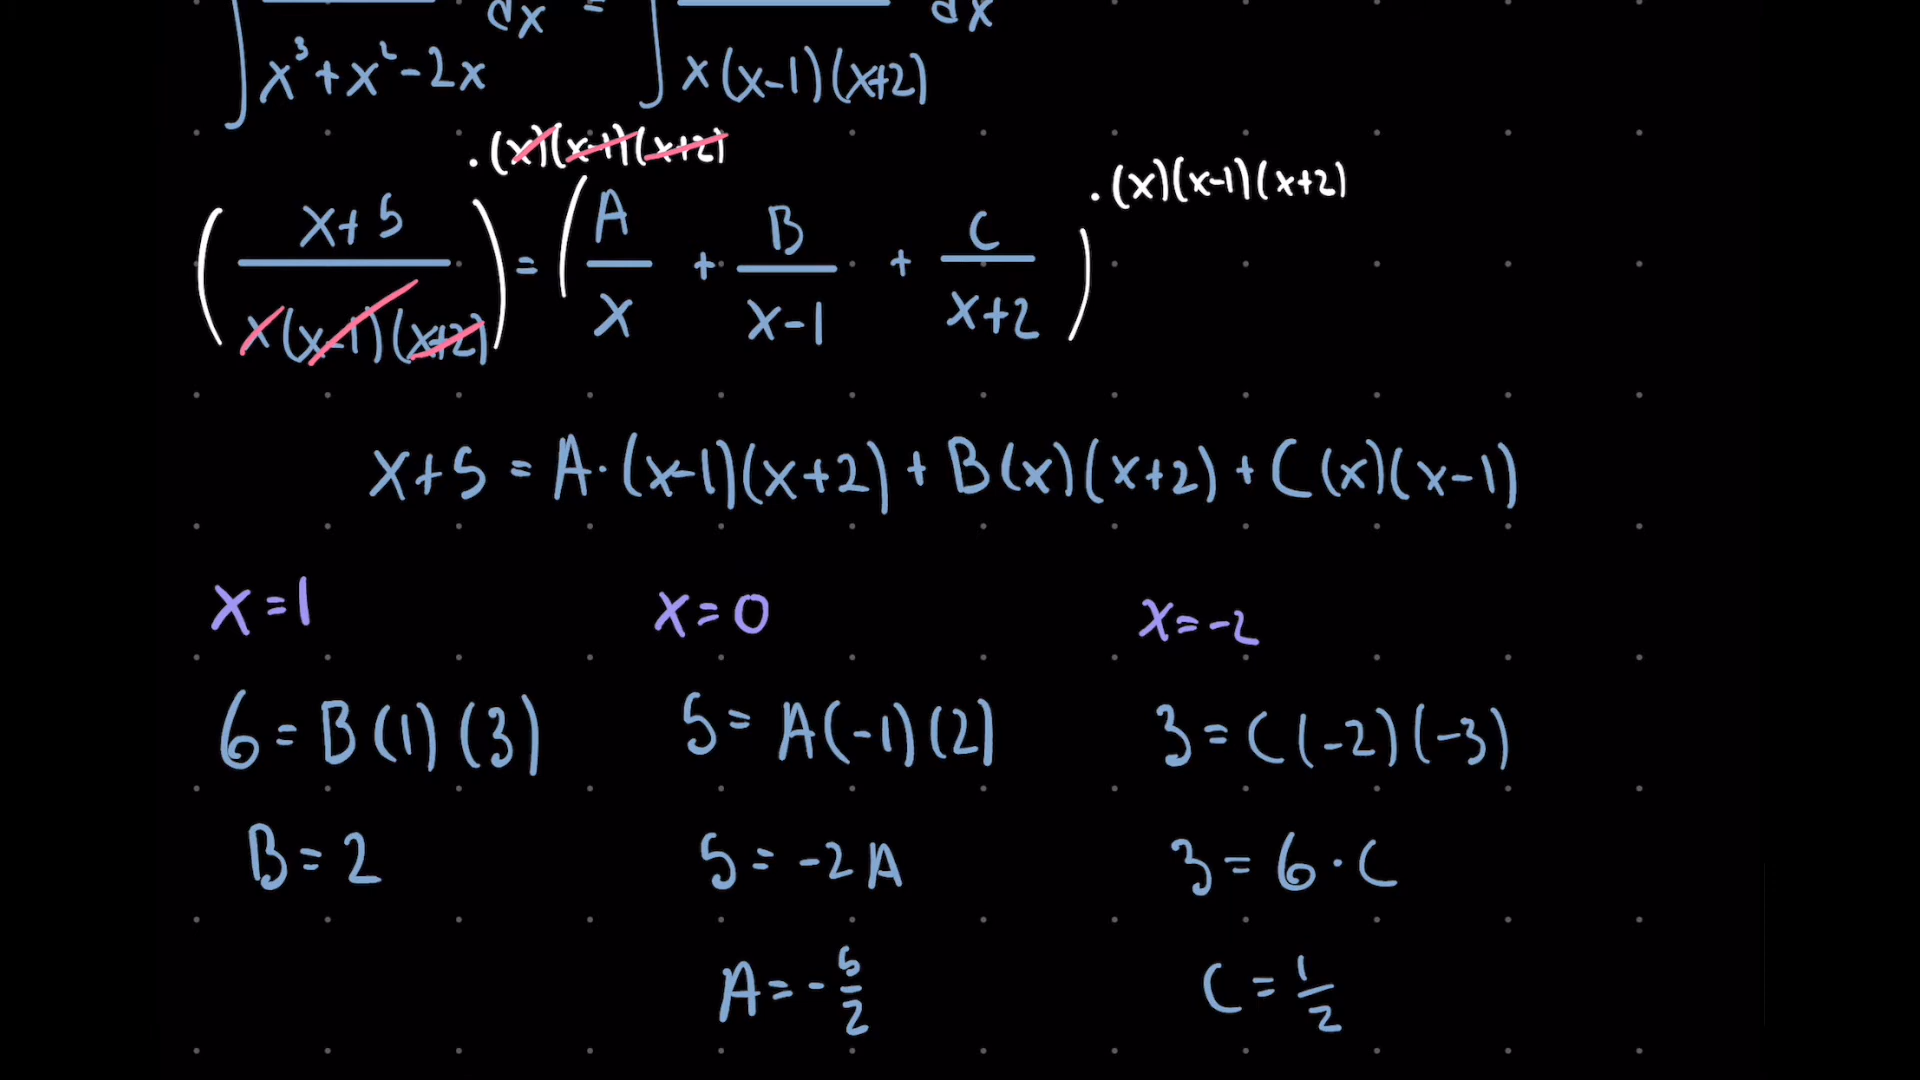 ∫ dx = ∫ dx
x³+x²-2x x(x-1)(x+2)
·(x)(x-1)(x+2) ·(x)(x-1)(x+2)
(x+5 / x(x-1)(x+2)) = (A/x + B/x-1 + C/x+2)
x+5 = A·(x-1)(x+2) + B(x)(x+2) + C(x)(x-1)
x=1 x=0 x=-2
6=B(1)(3) 5=A(-1)(2) 3=C(-2)(-3)
B=2 5=-2A 3=6·C
A=-5/2 C=1/2